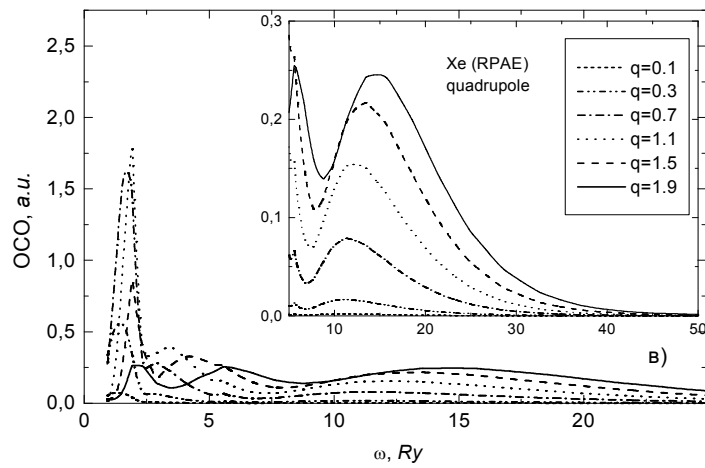 0,0
0,5
1,0
1,5
2,0
2,5
OCO, a.u.
0
5
10
15
20
ω, Ry
в)
0,0
0,1
0,2
0,3
10
20
30
40
50
Xe (RPAE)
quadrupole
q=0.1
q=0.3
q=0.7
q=1.1
q=1.5
q=1.9